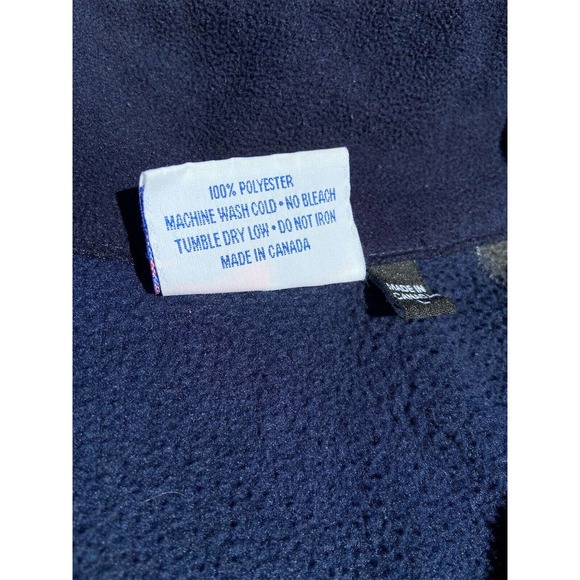 100% POLYESTER
MACHINE WASH COLD • NO BLEACH
TUMBLE DRY LOW • DO NOT IRON
MADE IN CANADA
MADE IN
CANADA
L